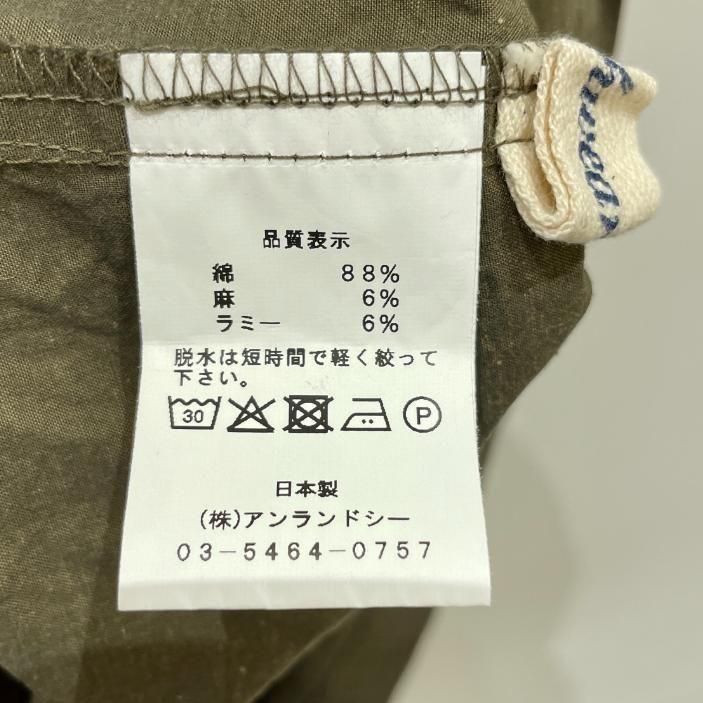 品質表示
綿 88%
麻 6%
ラミー 6%
脱水は短時間で軽く絞って
下さい。
30
P
日本製
(株)アンランドシー
03-5464-0757